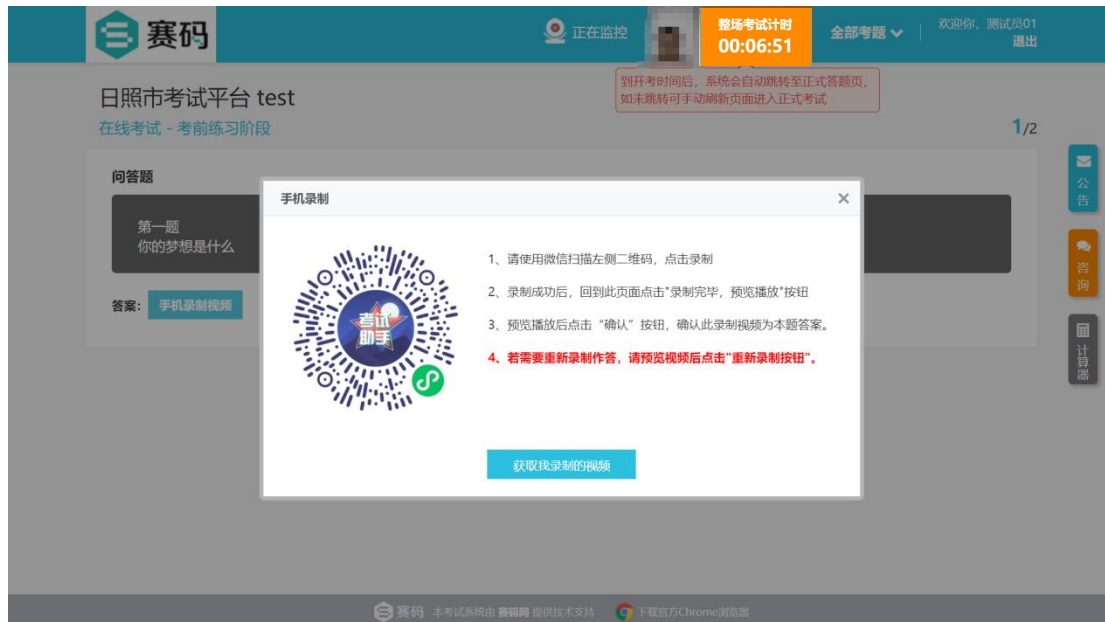 赛码
正在监控
整场考试计时
00:06:51
全部考题
欢迎你，测试员01
退出
到开考时间后，系统会自动跳转至正式答题页，
如未跳转可手动刷新页面进入正式考试
日照市考试平台 test
在线考试 - 考前练习阶段
1/2
问答题
第一题
你的梦想是什么
答案：
手机录制视频
手机录制
考试
助手
1、请使用微信扫描左侧二维码，点击录制
2、录制成功后，回到此页面点击"录制完毕，预览播放"按钮
3、预览播放后点击“确认”按钮，确认此录制视频为本题答案。
4、若需要重新录制作答，请预览视频后点击"重新录制按钮"。
获取我录制的视频
公告
咨询
计算器
赛码 本考试系统由 赛码网 提供技术支持 下载官方Chrome浏览器